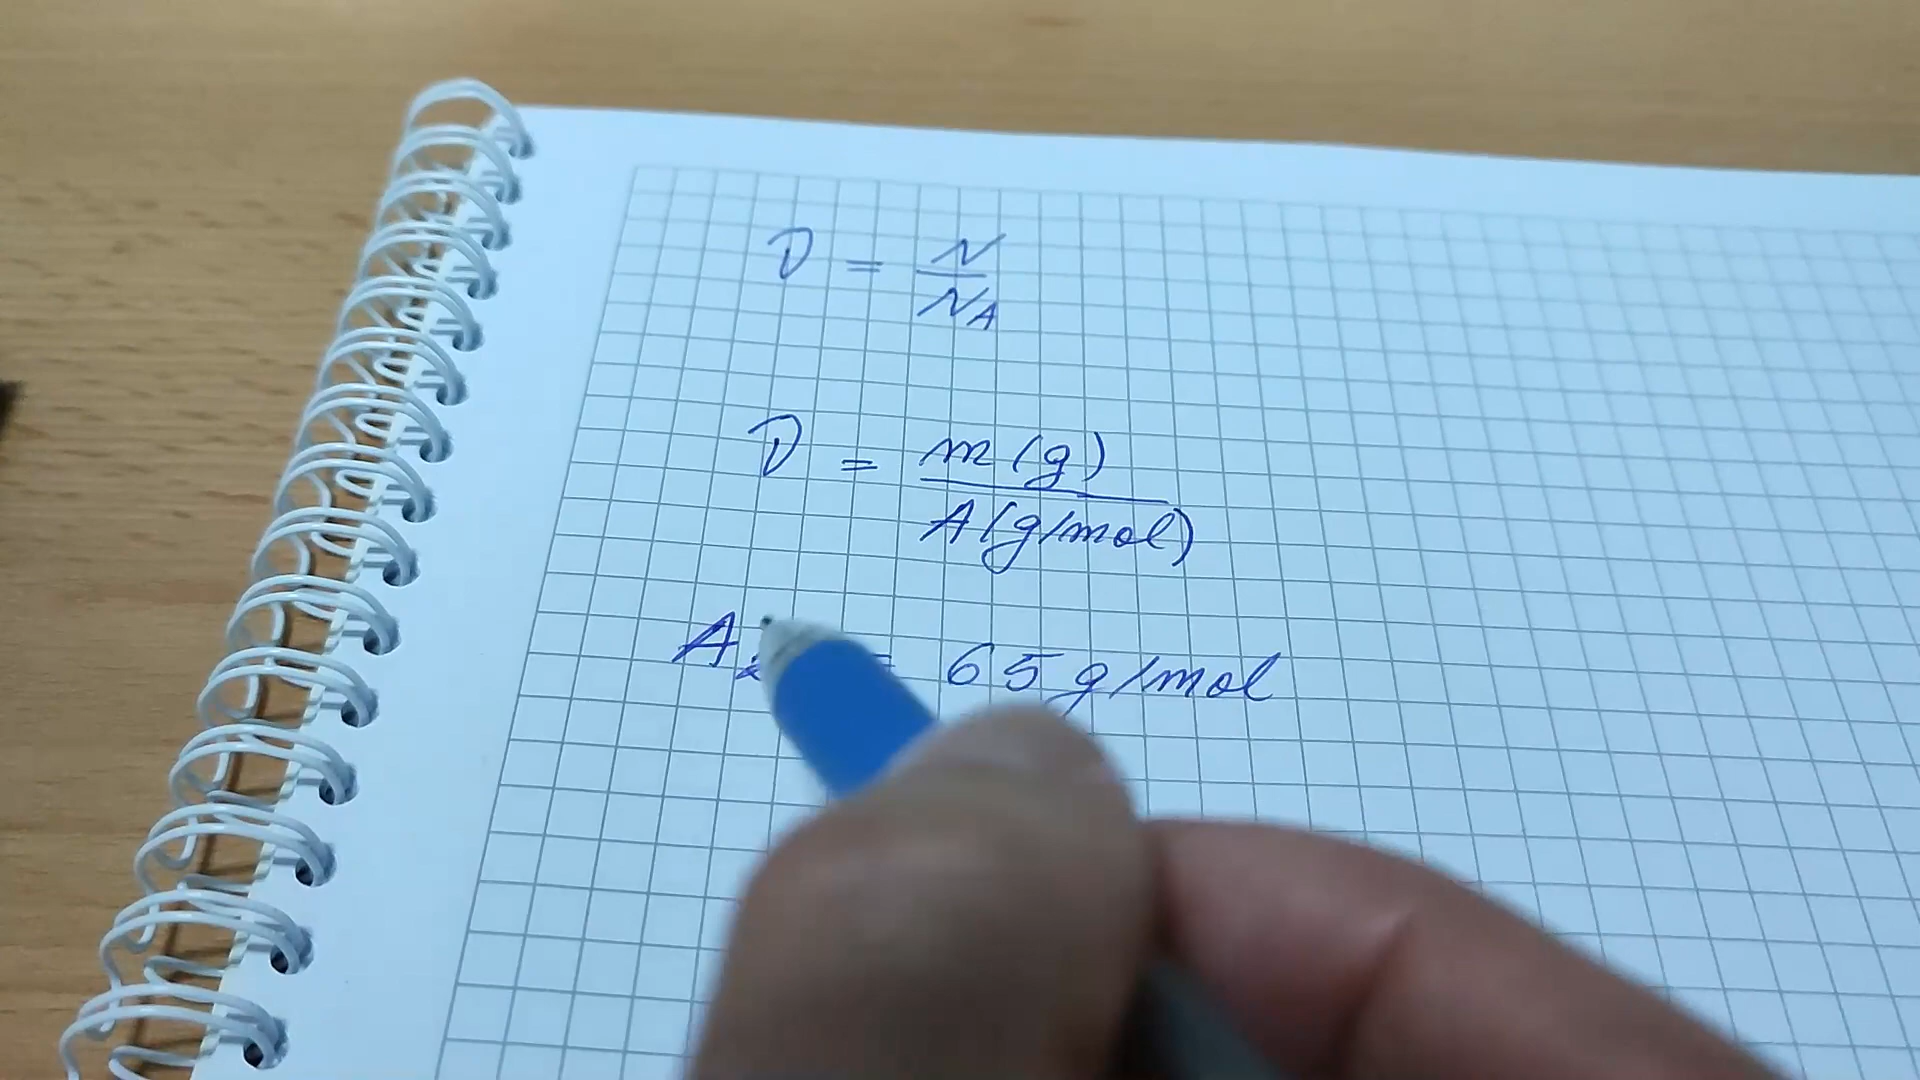 ν = N / N_A
ν = m (g) / A (g/mol)
A = 65 g/mol